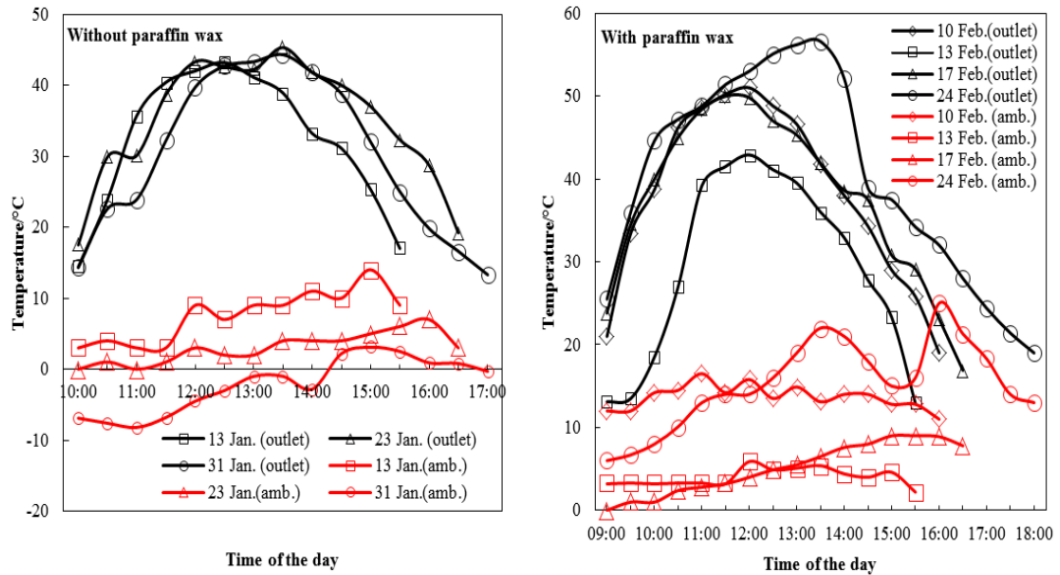 Without paraffin wax
50
40
30
20
10
0
-10
-20
Temperature/°C
10:00 11:00 12:00 13:00 14:00 15:00 16:00 17:00
13 Jan. (outlet) 23 Jan. (outlet)
31 Jan. (outlet) 13 Jan.(amb.)
23 Jan.(amb.) 31 Jan. (amb.)
Time of the day
With paraffin wax
60
50
40
30
20
10
0
Temperature/°C
10 Feb.(outlet)
13 Feb.(outlet)
17 Feb.(outlet)
24 Feb.(outlet)
10 Feb. (amb.)
13 Feb. (amb.)
17 Feb. (amb.)
24 Feb. (amb.)
09:00 10:00 11:00 12:00 13:00 14:00 15:00 16:00 17:00 18:00
Time of the day